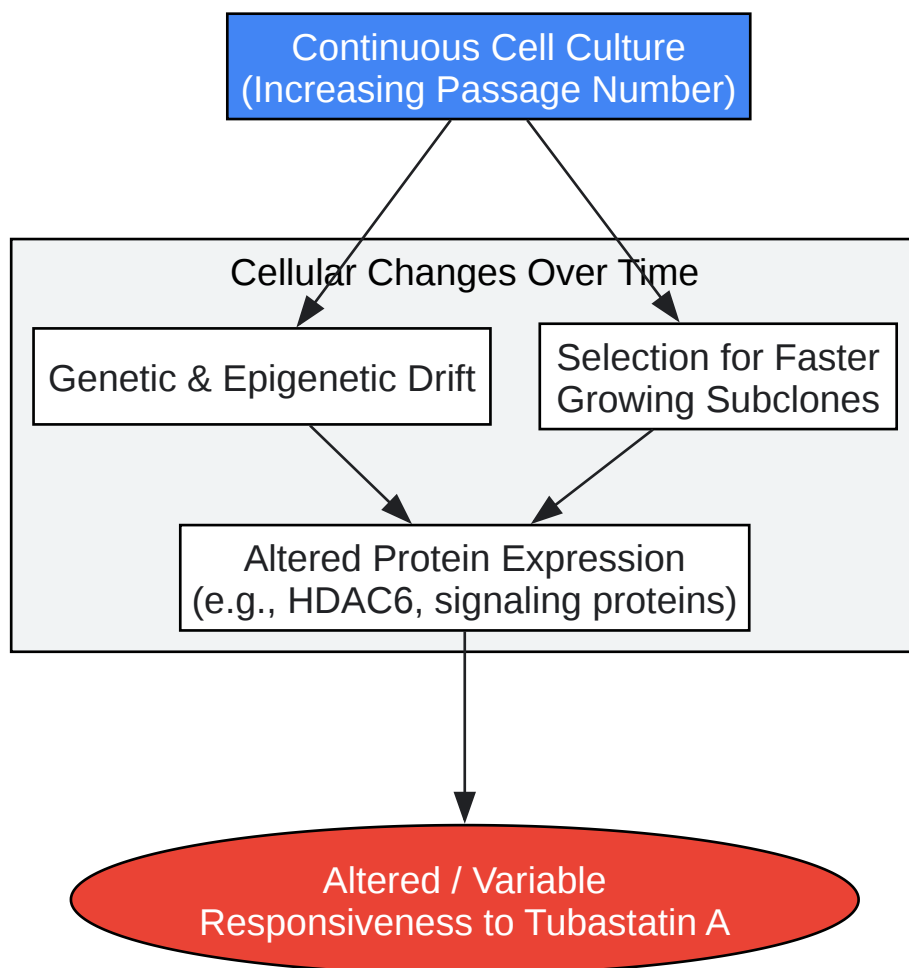 Continuous Cell Culture
(Increasing Passage Number)
Cellular Changes Over Time
Genetic & Epigenetic Drift
Selection for Faster
Growing Subclones
Altered Protein Expression
(e.g., HDAC6, signaling proteins)
Altered / Variable
Responsiveness to Tubastatin A